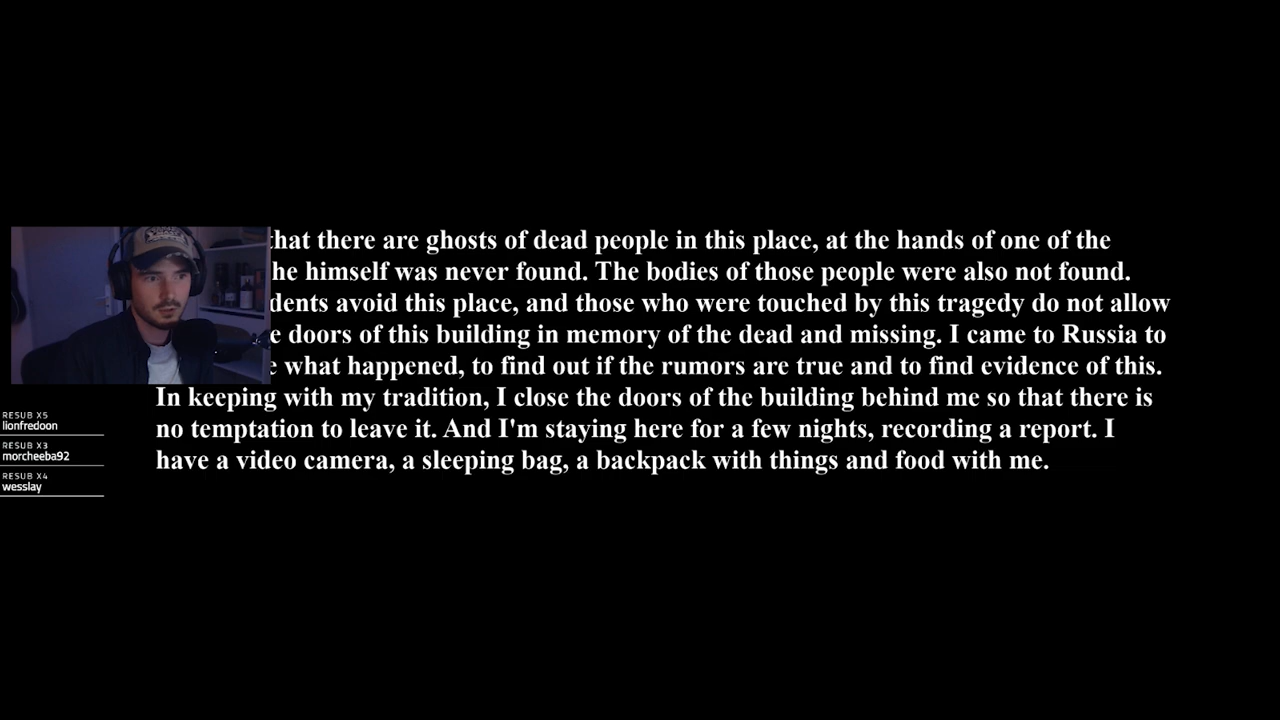 that there are ghosts of dead people in this place, at the hands of one of the
he himself was never found. The bodies of those people were also not found.
avoid this place, and those who were touched by this tragedy do not allow
doors of this building in memory of the dead and missing. I came to Russia to
what happened, to find out if the rumors are true and to find evidence of this.
In keeping with my tradition, I close the doors of the building behind me so that there is
no temptation to leave it. And I'm staying here for a few nights, recording a report. I
have a video camera, a sleeping bag, a backpack with things and food with me.
RESUB X5
lionfredoon
RESUB X3
morcheeba92
RESUB X4
wesslay